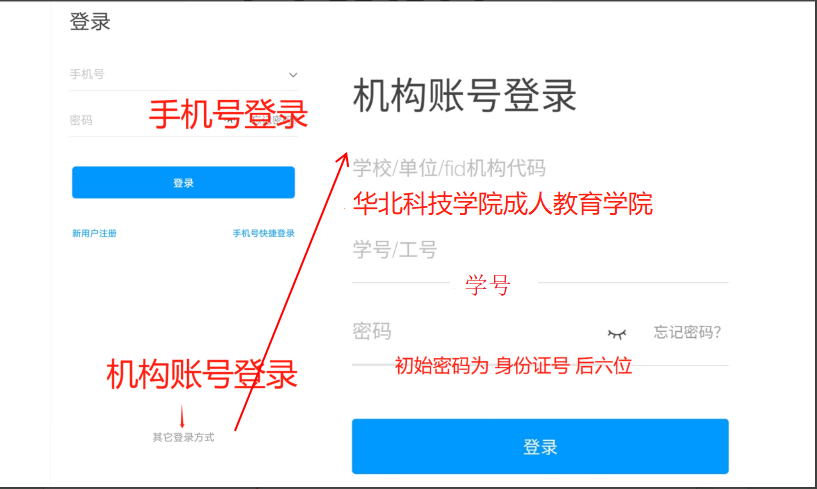 登录
手机号
手机号登录
密码
忘记密码
登录
新用户注册 手机号快捷登录
机构账号登录
其它登录方式
机构账号登录
学校/单位/fid机构代码
华北科技学院成人教育学院
学号/工号
学号
密码
忘记密码?
初始密码为 身份证号 后六位
登录